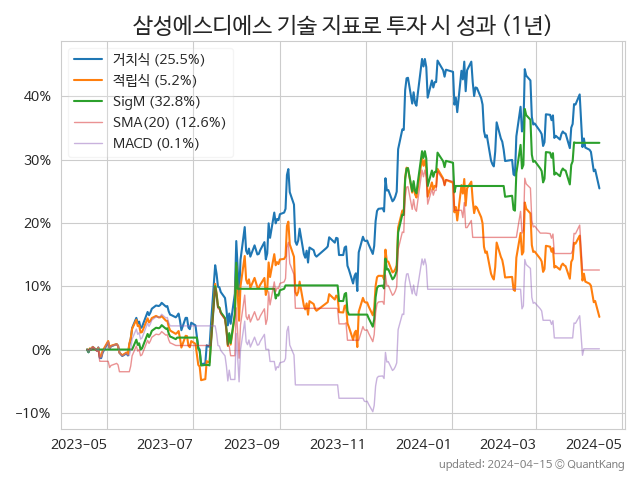 삼성에스디에스 기술 지표로 투자 시 성과 (1년)
거치식 (25.5%)
적립식 (5.2%)
SigM (32.8%)
SMA(20) (12.6%)
MACD (0.1%)
40%
30%
20%
10%
0%
−10%
2023-05 2023-07 2023-09 2023-11 2024-01 2024-03 2024-05
updated: 2024-04-15 © QuantKang